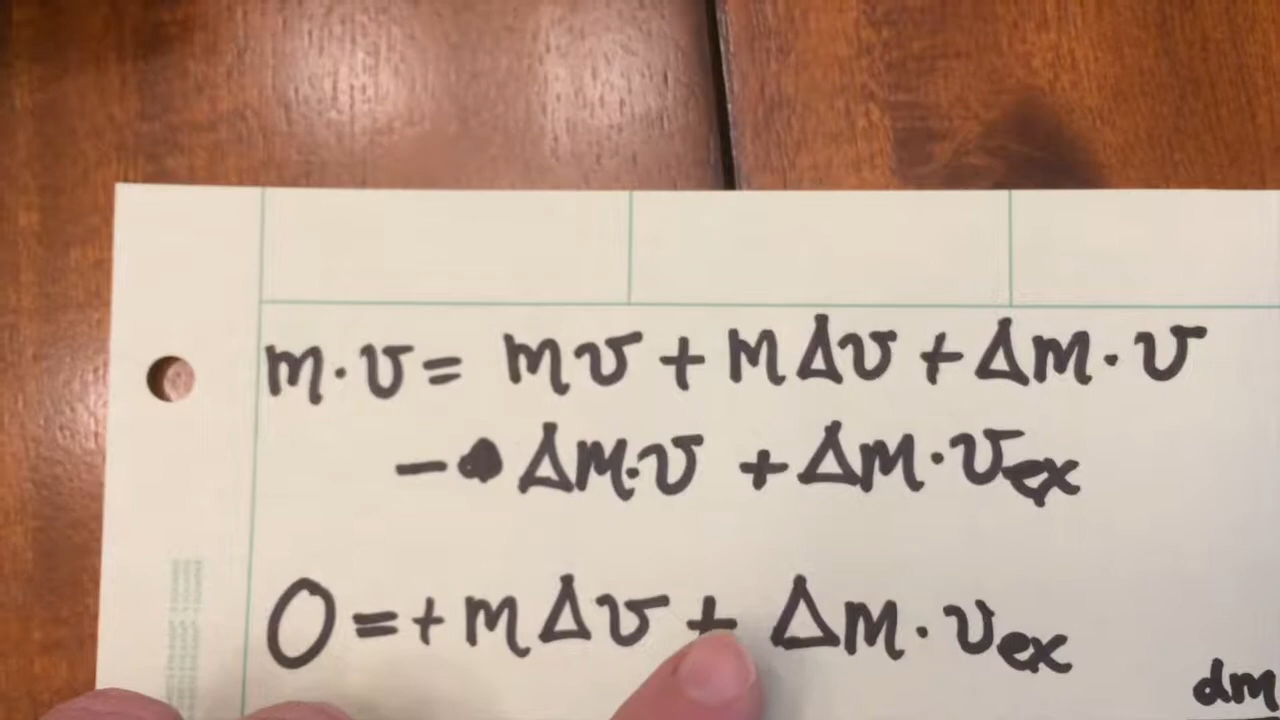 m·v = mv + mΔv + Δm·v
- Δm·v + Δm·v_ex
0 = + mΔv + Δm·v_ex
dm